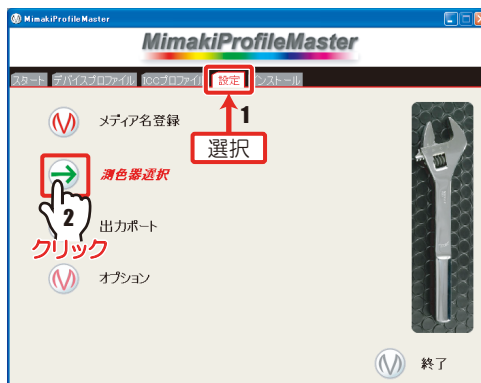 MimakiProfileMaster
MimakiProfileMaster
スタート デバイスプロファイル iccプロファイル 設定 インストール
1
選択
メディア名登録
測色器選択
2
クリック
出力ポート
オプション
終了